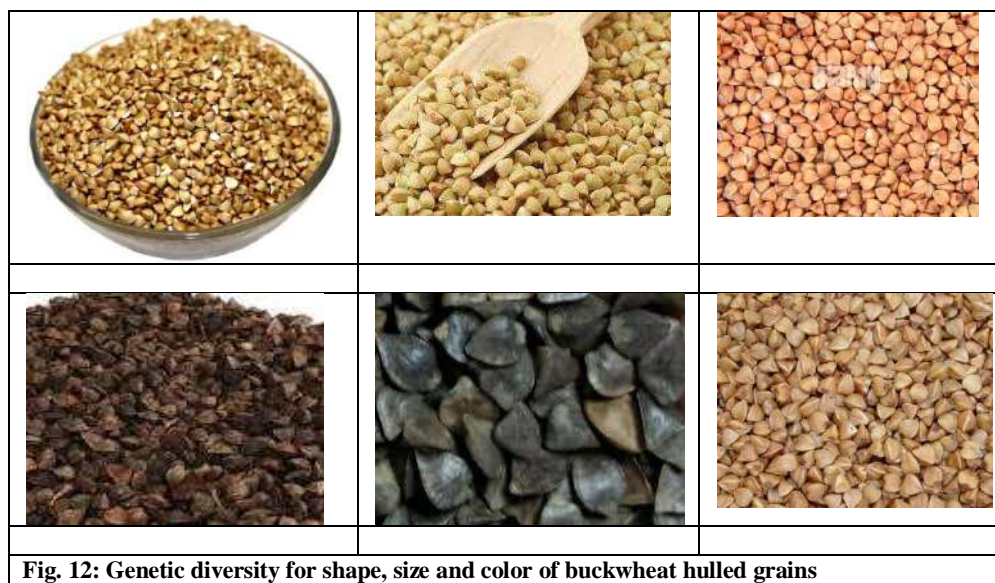 Fig. 12: Genetic diversity for shape, size and color of buckwheat hulled grains